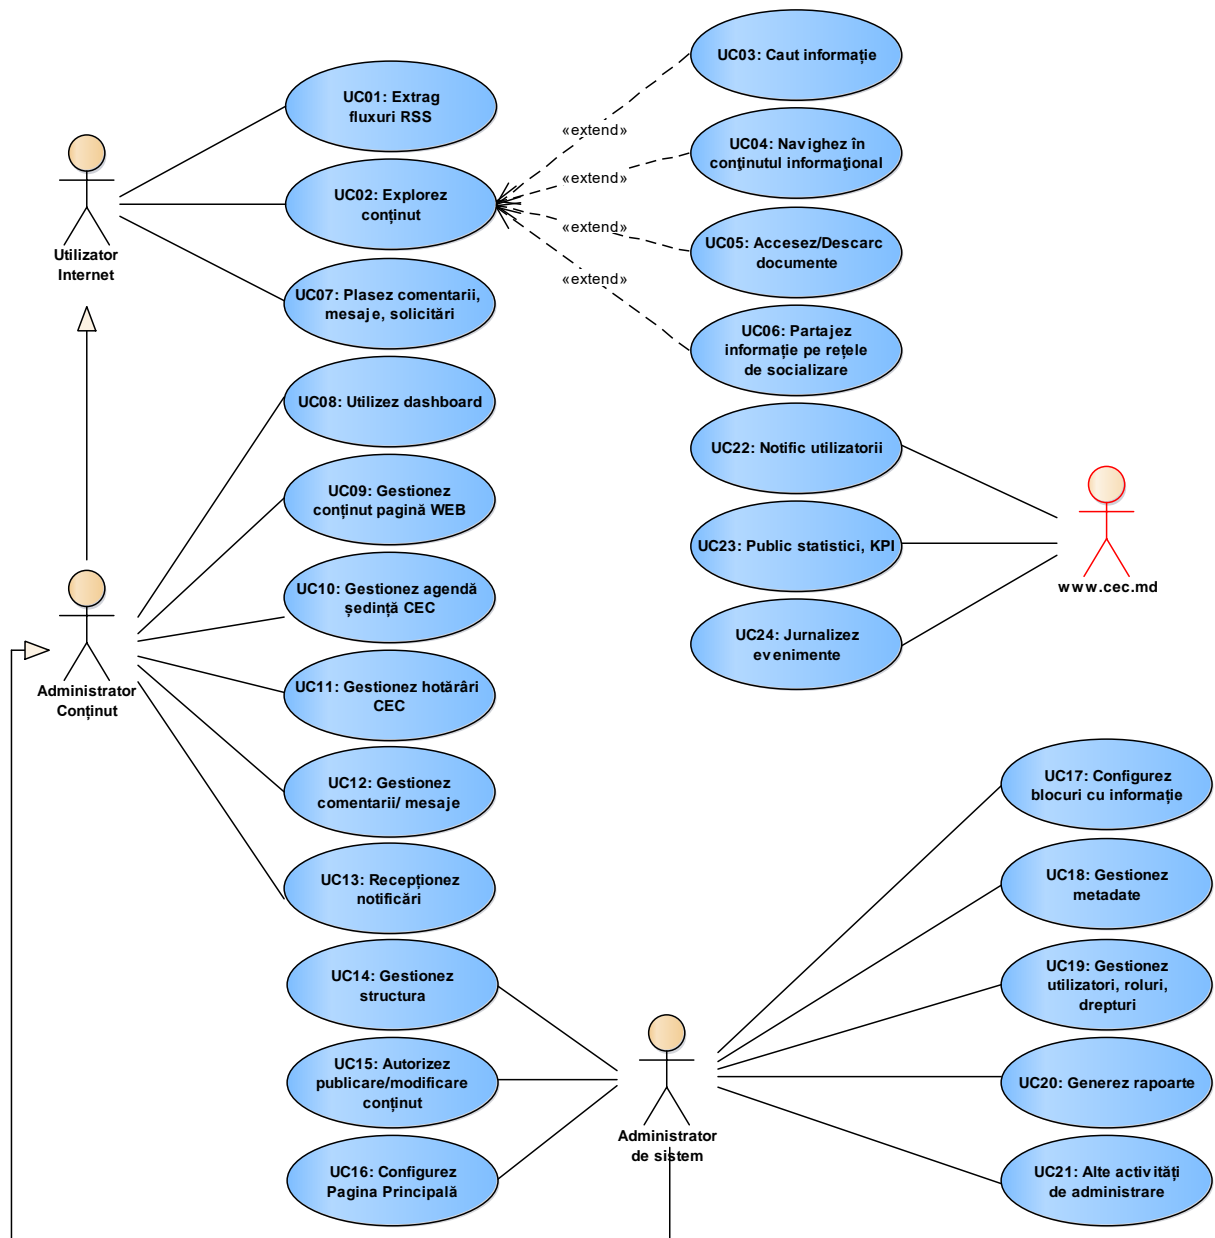 UC03: Caut informație
UC01: Extrag
fluxuri RSS
«extend»
UC04: Navighez în
conţinutul informaţional
UC02: Explorez
conținut
«extend»
«extend»
UC05: Accesez/Descarc
documente
Utilizator
Internet
«extend»
UC07: Plasez comentarii,
mesaje, solicitări
UC06: Partajez
informație pe rețele
de socializare
UC08: Utilizez dashboard
UC22: Notific utilizatorii
UC09: Gestionez
conținut pagină WEB
UC23: Public statistici, KPI
www.cec.md
UC10: Gestionez agendă
ședință CEC
UC24: Jurnalizez
evenimente
Administrator
Conținut
UC11: Gestionez hotărâri
CEC
UC12: Gestionez
comentarii/ mesaje
UC17: Configurez
blocuri cu informație
UC13: Recepționez
notificări
UC18: Gestionez
metadate
UC14: Gestionez
structura
UC19: Gestionez
utilizatori, roluri,
drepturi
UC15: Autorizez
publicare/modificare
conținut
UC20: Generez rapoarte
Administrator
de sistem
UC16: Configurez
Pagina Principală
UC21: Alte activități
de administrare